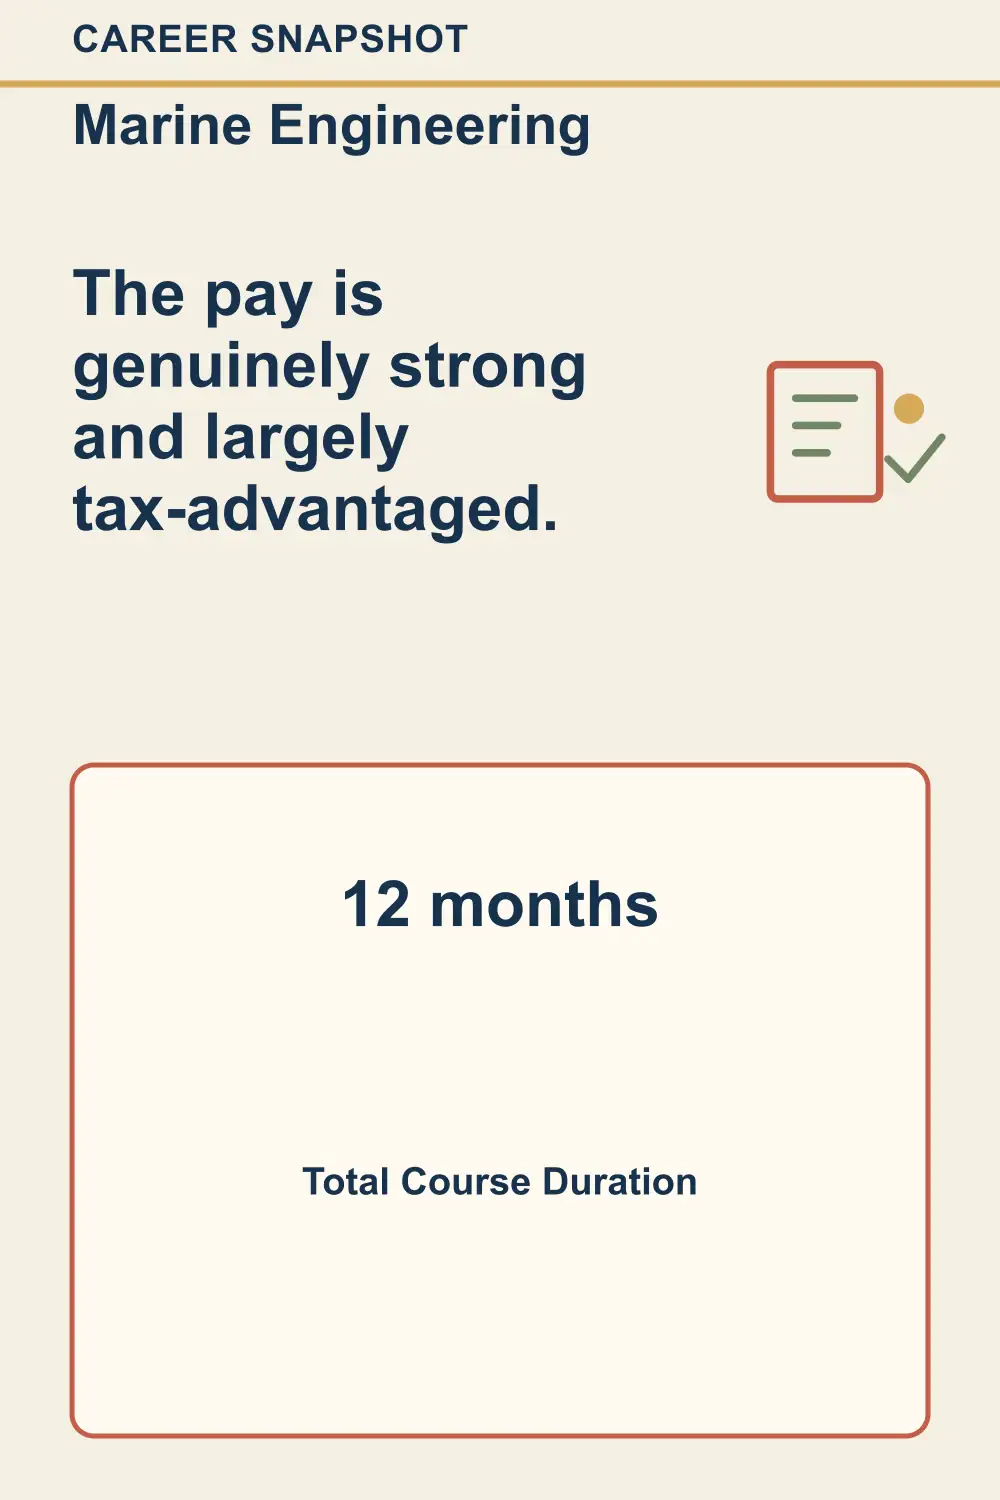 CAREER SNAPSHOT
Marine Engineering
The pay is
genuinely strong
and largely
tax-advantaged.
12 months
Total Course Duration